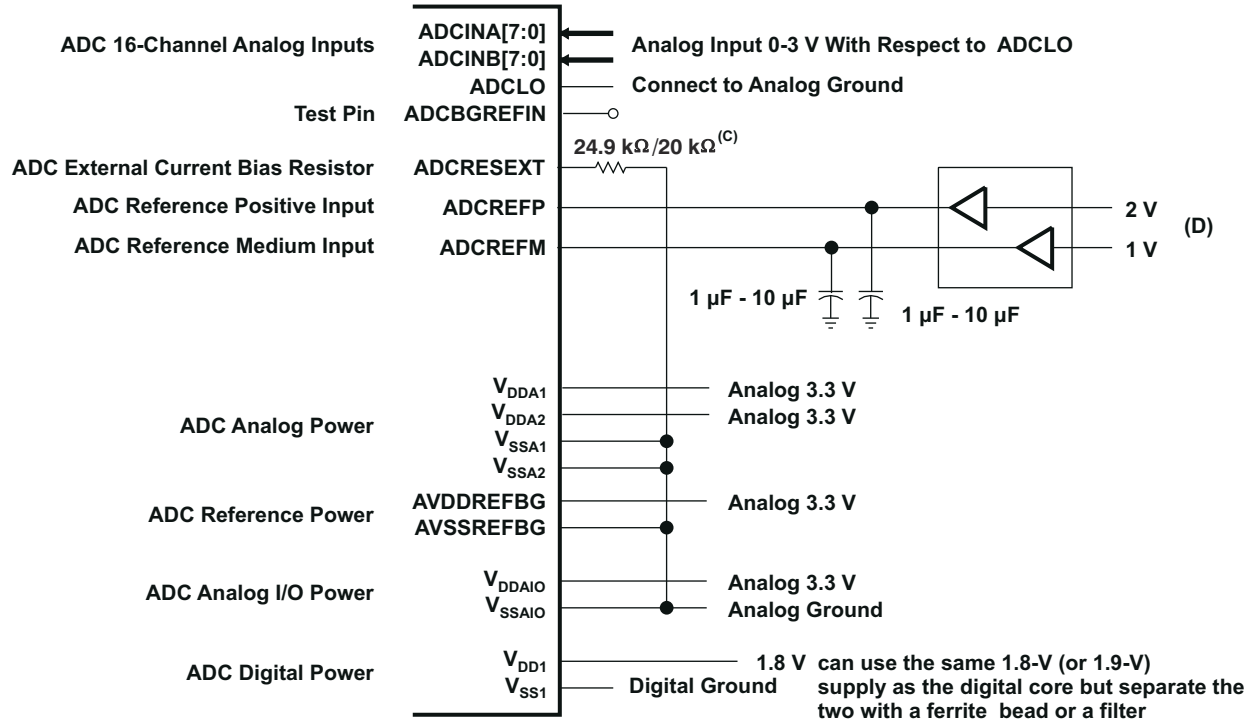 ADC 16-Channel Analog Inputs
ADCINA[7:0]
ADCINB[7:0]
Analog Input 0-3 V With Respect to ADCLO
ADCLO
Connect to Analog Ground
Test Pin
ADCBGREFIN
24.9 kΩ/20 kΩ(C)
ADC External Current Bias Resistor
ADCRESEXT
ADC Reference Positive Input
ADCREFP
2 V
(D)
ADC Reference Medium Input
ADCREFM
1 V
1 µF - 10 µF
1 µF - 10 µF
ADC Analog Power
VDDA1
Analog 3.3 V
VDDA2
Analog 3.3 V
VSSA1
VSSA2
ADC Reference Power
AVDDREFBG
Analog 3.3 V
AVSSREFBG
ADC Analog I/O Power
VDDAIO
Analog 3.3 V
VSSAIO
Analog Ground
ADC Digital Power
VDD1
1.8 V can use the same 1.8-V (or 1.9-V)
VSS1
Digital Ground
supply as the digital core but separate the
two with a ferrite bead or a filter